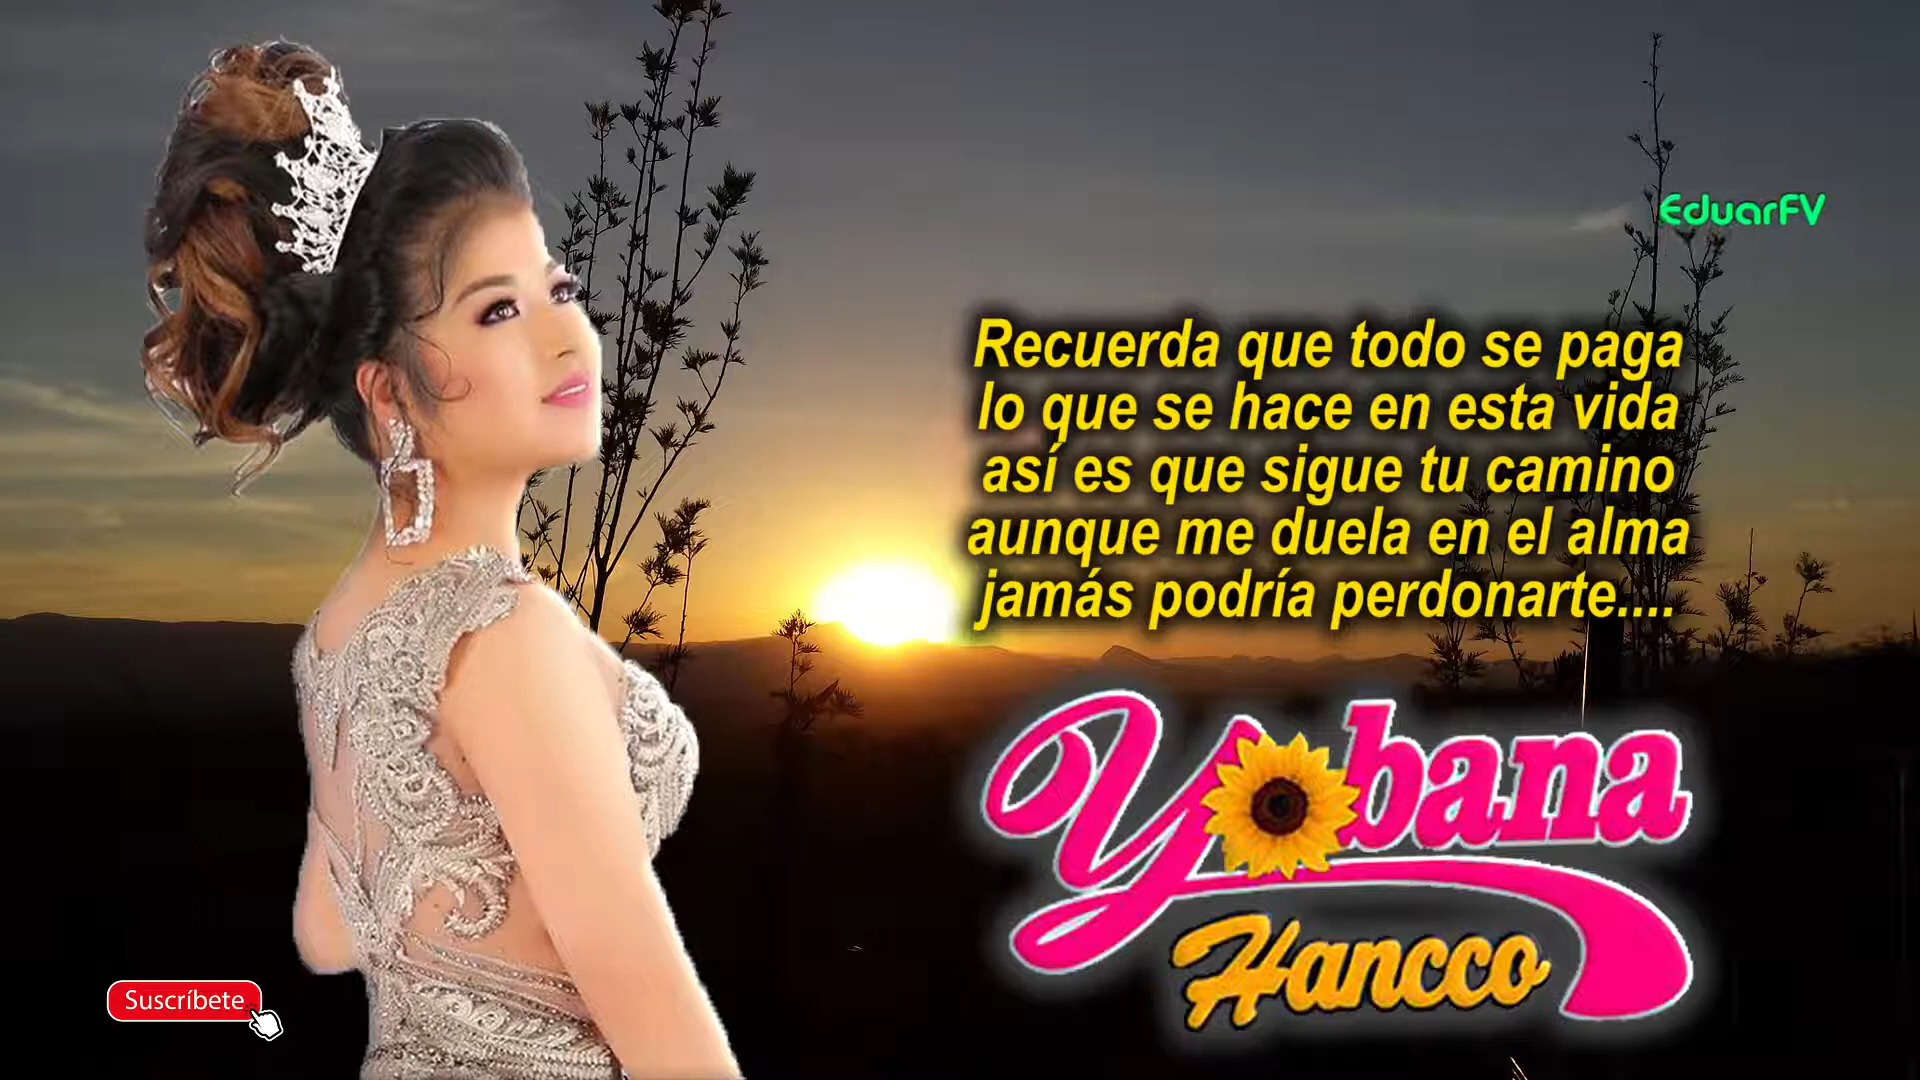 EduarFV
Recuerda que todo se paga
lo que se hace en esta vida
así es que sigue tu camino
aunque me duela en el alma
jamás podría perdonarte....
Yobana
Hancco
Suscríbete